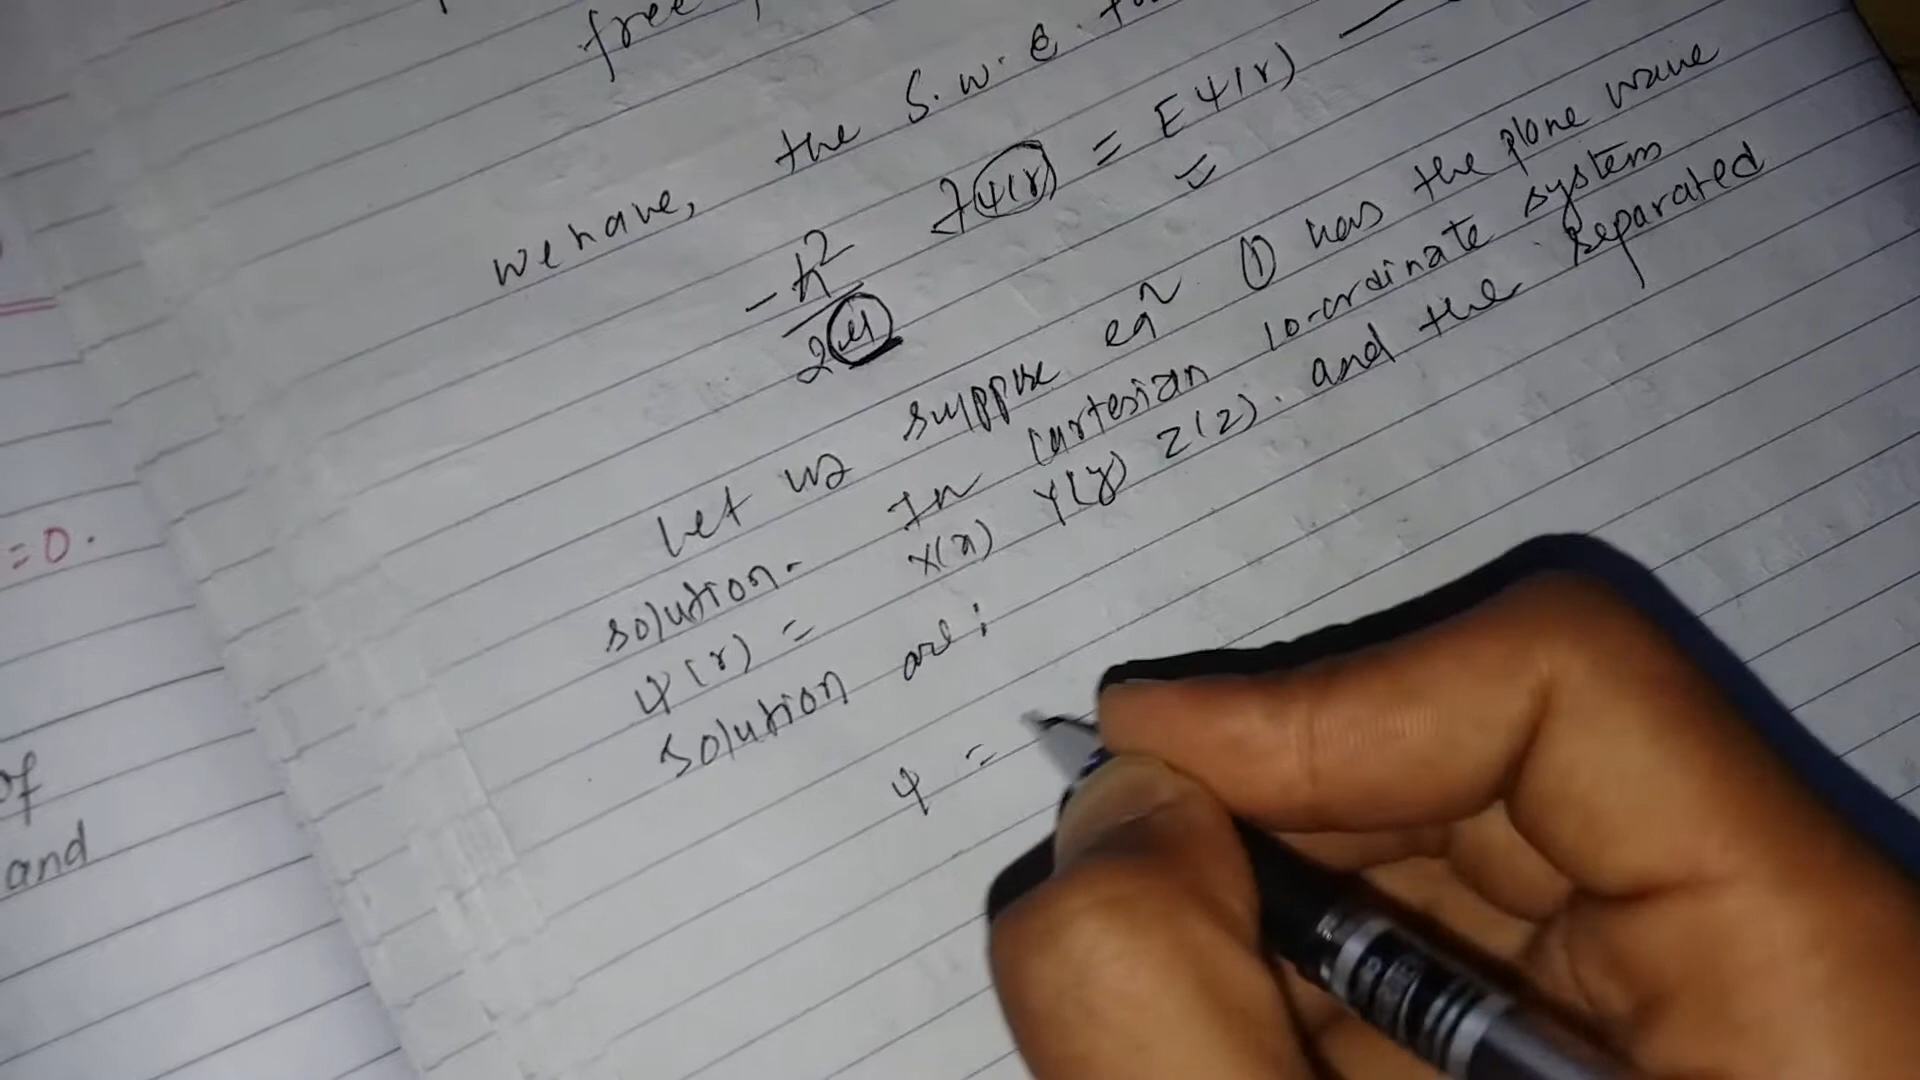 free
we have, the S.w.e. for
-ħ²/2μ ψ(r) = Eψ(r)
=
Let us suppose eqn ① has the plane wave
solution. In Cartesian co-ordinate system
ψ(r) = X(x) Y(y) Z(z). and the separated
solution are:
ψ =
=0.
of
and